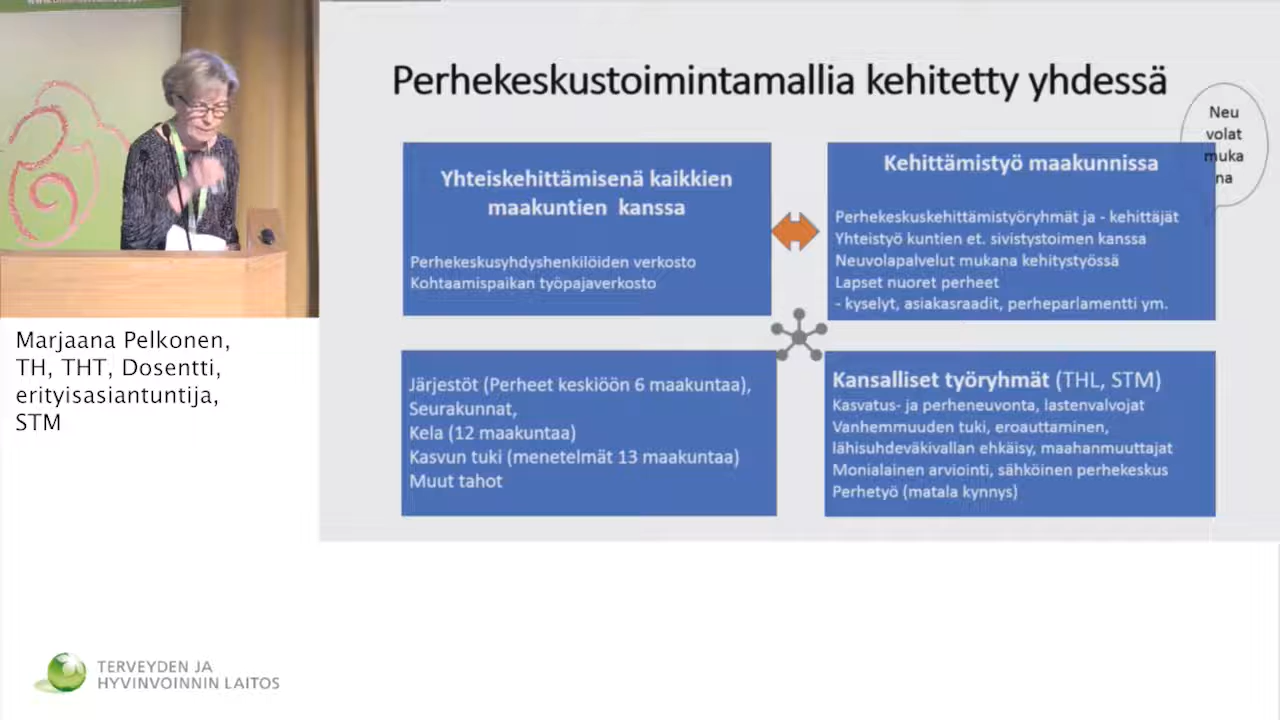 Perhekeskustoimintamallia kehitetty yhdessä
Neu
volat
muka
na
Yhteiskehittämisenä kaikkien
maakuntien kanssa
Perhekeskusyhdyshenkilöiden verkosto
Kohtaamispaikan työpajaverkosto
Kehittämistyö maakunnissa
Perhekeskuskehittämistyöryhmät ja - kehittäjät
Yhteistyö kuntien et. sivistystoimen kanssa
Neuvolapalvelut mukana kehitystyössä
Lapset nuoret perheet
- kyselyt, asiakasraadit, perheparlamentti ym.
Järjestöt (Perheet keskiöön 6 maakuntaa),
Seurakunnat,
Kela (12 maakuntaa)
Kasvun tuki (menetelmät 13 maakuntaa)
Muut tahot
Kansalliset työryhmät (THL, STM)
Kasvatus- ja perheneuvonta, lastenvalvojat
Vanhemmuuden tuki, eroauttaminen,
lähisuhdeväkivallan ehkäisy, maahanmuuttajat
Monialainen arviointi, sähköinen perhekeskus
Perhetyö (matala kynnys)
Marjaana Pelkonen,
TH, THT, Dosentti,
erityisasiantuntija,
STM
TERVEYDEN JA
HYVINVOINNIN LAITOS